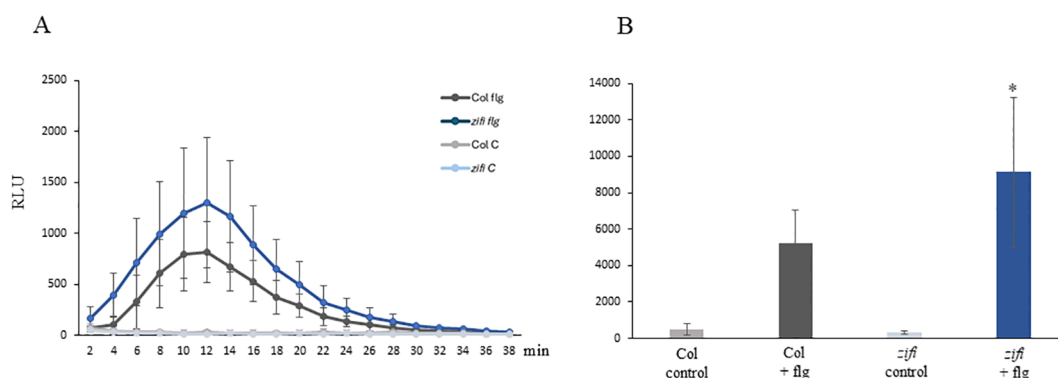 A
B
2500
2000
1500
1000
500
0
RLU
Col flg
zifi flg
Col C
zifi C
2 4 6 8 10 12 14 16 18 20 22 24 26 28 30 32 34 36 38 min
14000
12000
10000
8000
6000
4000
2000
0
*
Col
control
Col
+ flg
zifi
control
zifi
+ flg